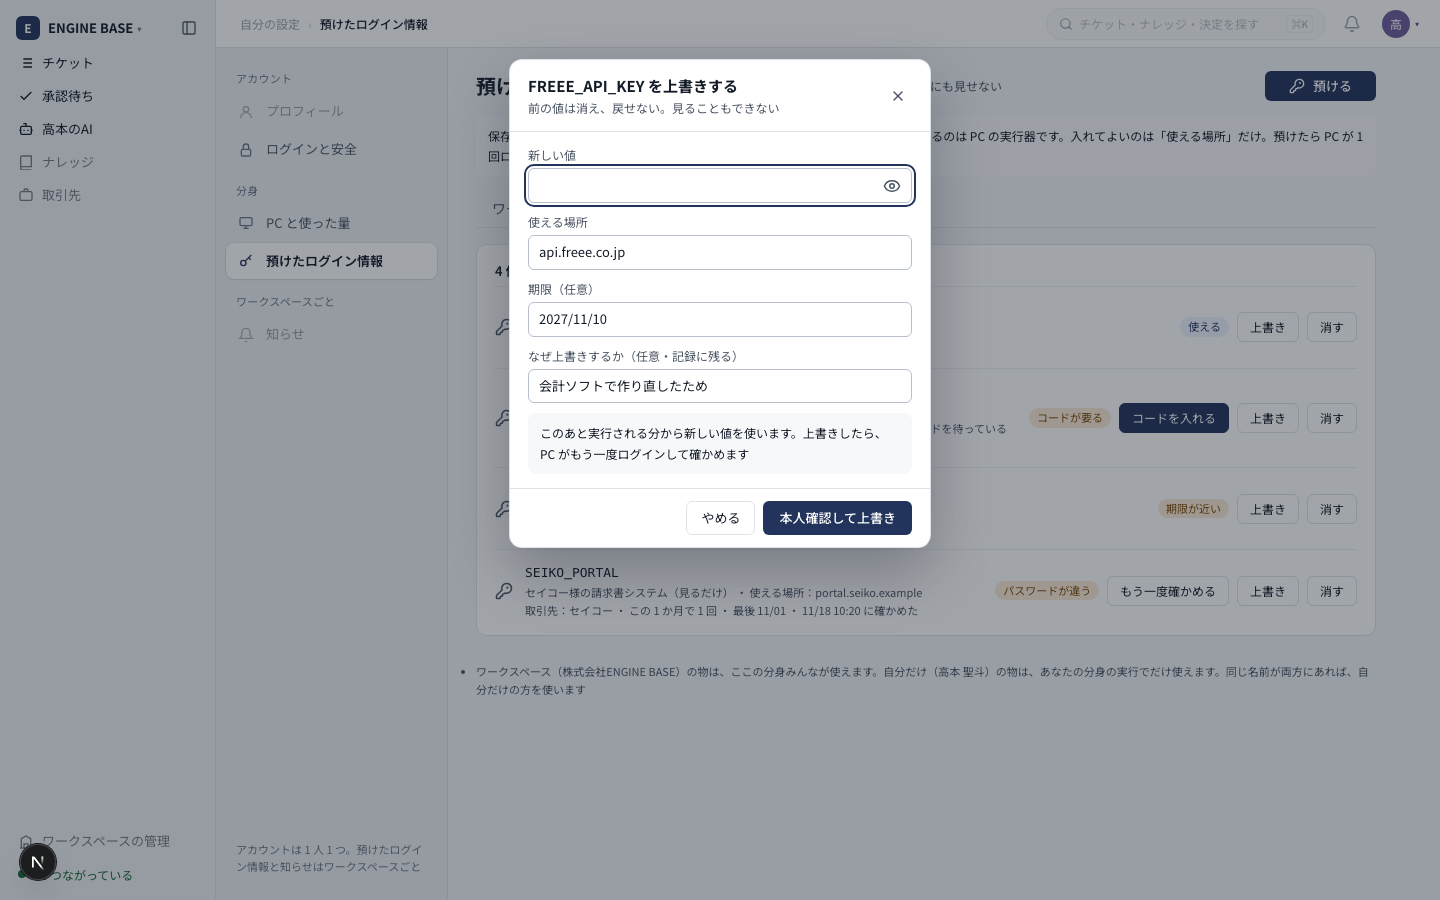 E ENGINE BASE
チケット
承認待ち
高本のAI
ナレッジ
取引先
ワークスペースの管理
つながっている
N
自分の設定 › 預けたログイン情報
チケット・ナレッジ・決定を探す ⌘K
高
アカウント
プロフィール
ログインと安全
分身
PC と使った量
預けたログイン情報
ワークスペースごと
知らせ
アカウントは 1 人 1 つ。預けたログイ
ン情報と知らせはワークスペースごと
預け
にも見せない
預ける
保存
るのは PC の実行器です。入れてよいのは「使える場所」だけ。預けたら PC が 1
回ロ
ワー
4 件
FREEE_API_KEY を上書きする
前の値は消え、戻せない。見ることもできない
新しい値
使える場所
api.freee.co.jp
期限（任意）
2027/11/10
なぜ上書きするか（任意・記録に残る）
会計ソフトで作り直したため
このあと実行される分から新しい値を使います。上書きしたら、
PC がもう一度ログインして確かめます
やめる
本人確認して上書き
使える 上書き 消す
ドを待っている コードが要る コードを入れる 上書き 消す
期限が近い 上書き 消す
SEIKO_PORTAL
セイコー様の請求書システム（見るだけ） ・ 使える場所：portal.seiko.example
取引先：セイコー ・ この 1 か月で 1 回 ・ 最後 11/01 ・ 11/18 10:20 に確かめた
パスワードが違う もう一度確かめる 上書き 消す
ワークスペース（株式会社ENGINE BASE）の物は、ここの分身みんなが使えます。自分だけ（高本 聖斗）の物は、あなたの分身の実行でだけ使えます。同じ名前が両方にあれば、自
分だけの方を使います